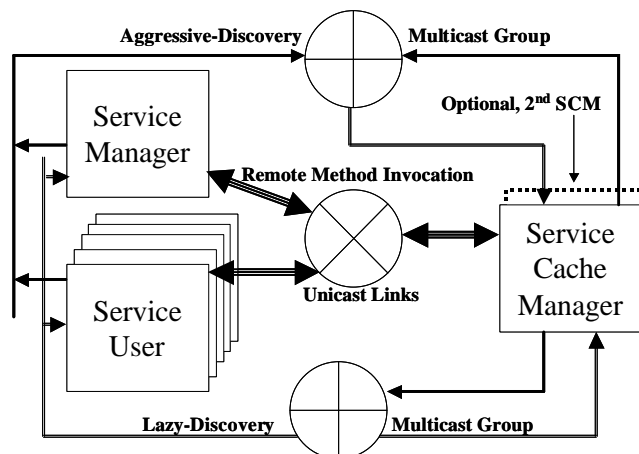 Aggressive-Discovery
Multicast Group
Optional, 2nd SCM
Service
Manager
Remote Method Invocation
Service
Cache
Manager
Unicast Links
Service
User
Lazy-Discovery
Multicast Group